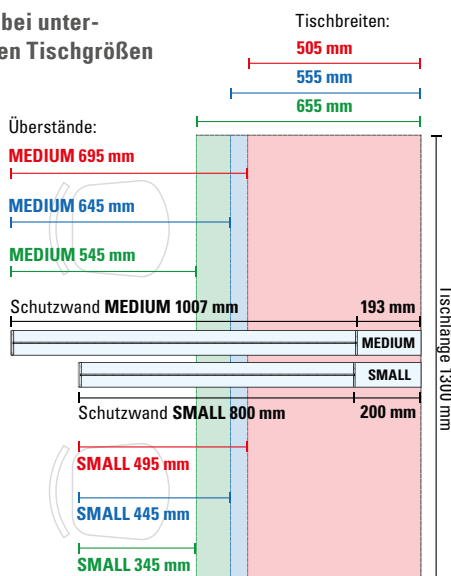 bei unter-
en Tischgrößen
Tischbreiten:
505 mm
555 mm
655 mm
Überstände:
MEDIUM 695 mm
MEDIUM 645 mm
MEDIUM 545 mm
Schutzwand MEDIUM 1007 mm
193 mm
MEDIUM
SMALL
Schutzwand SMALL 800 mm
200 mm
Tischlänge 1300 mm
SMALL 495 mm
SMALL 445 mm
SMALL 345 mm